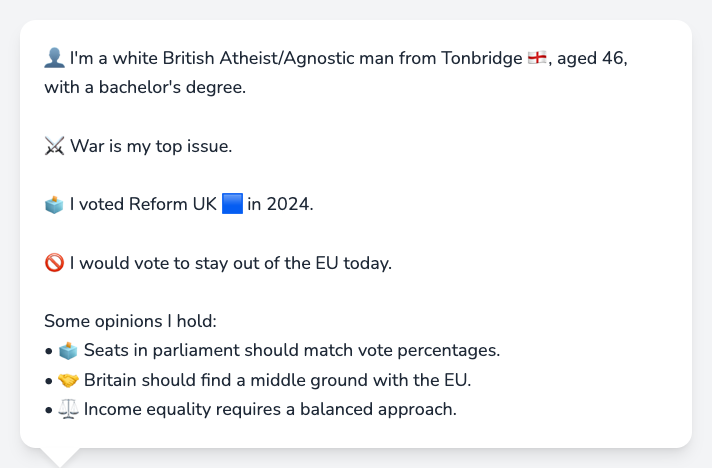 👤 I'm a white British Atheist/Agnostic man from Tonbridge 🏴󠁧󠁢󠁥󠁮󠁧󠁿, aged 46,
with a bachelor's degree.
⚔️ War is my top issue.
🗳️ I voted Reform UK 🟦 in 2024.
🚫 I would vote to stay out of the EU today.
Some opinions I hold:
• 🗳️ Seats in parliament should match vote percentages.
• 🤝 Britain should find a middle ground with the EU.
• ⚖️ Income equality requires a balanced approach.